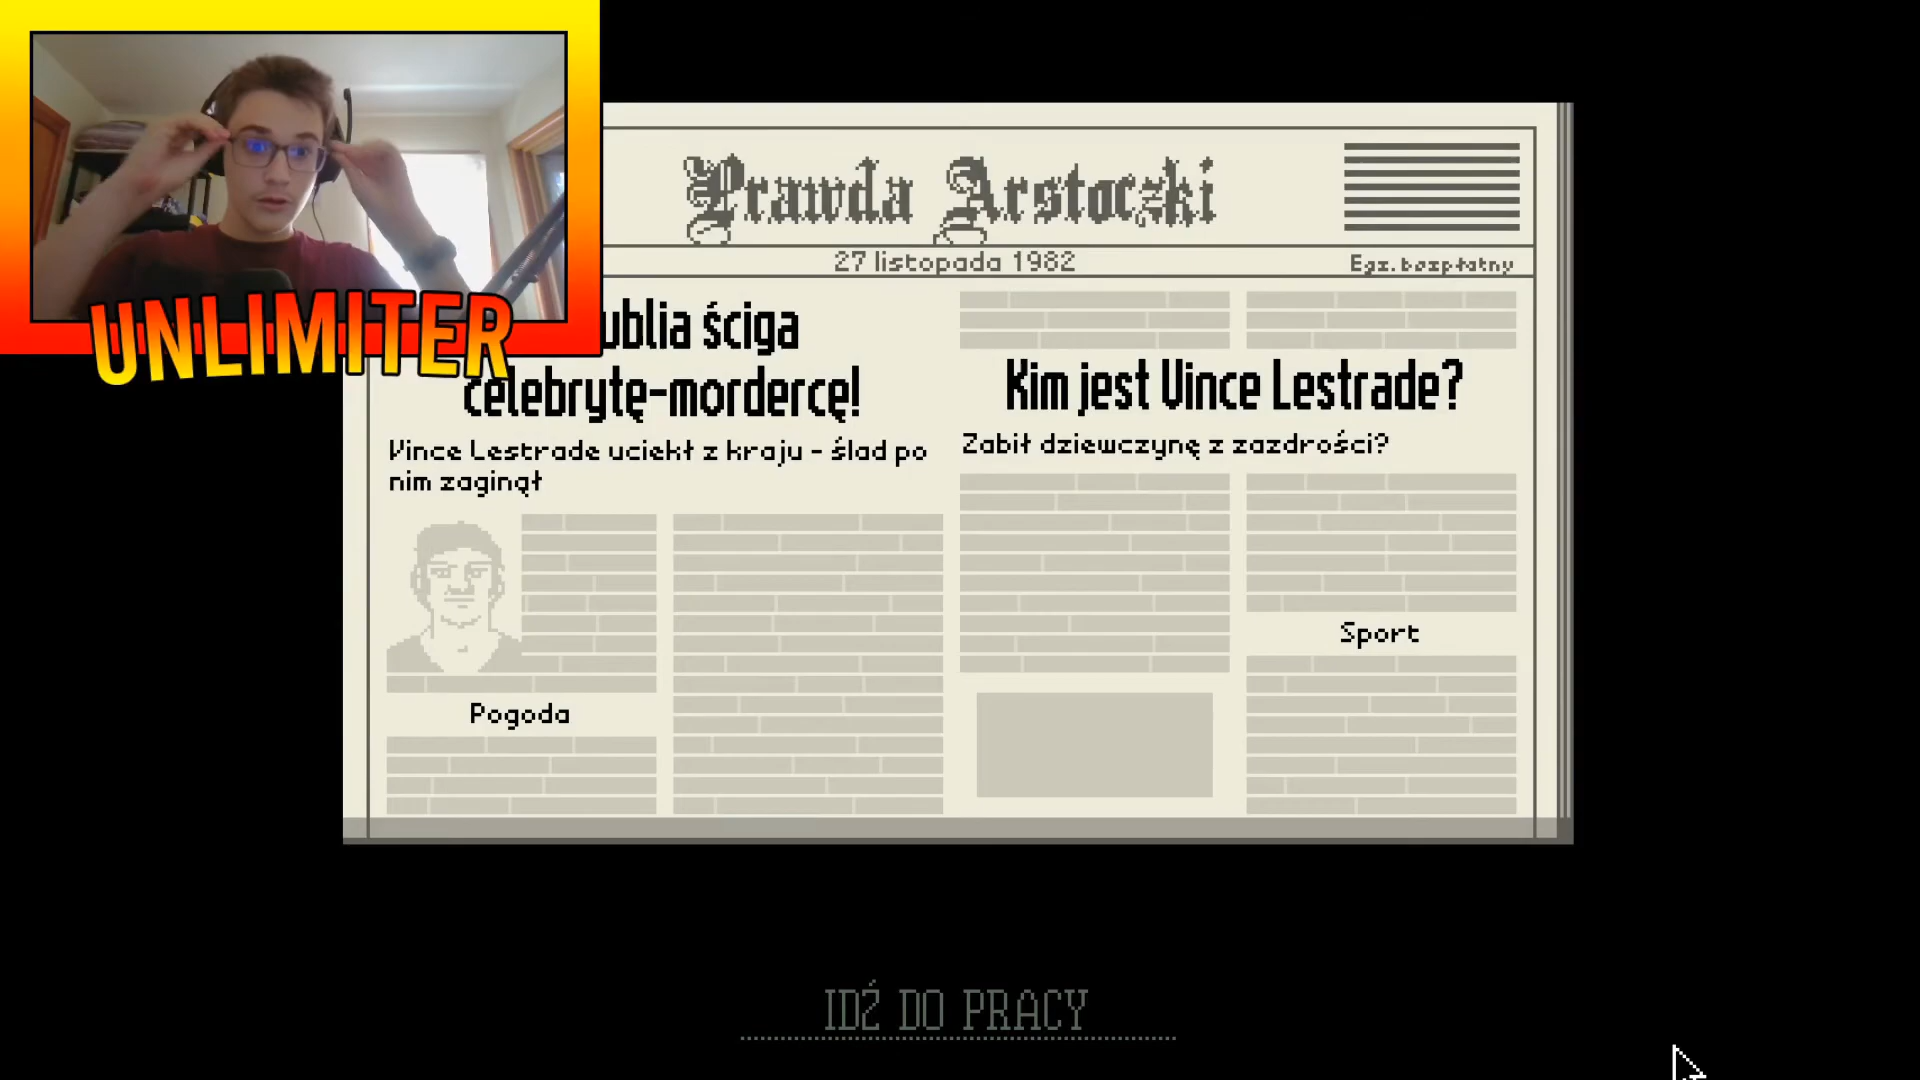 UNLIMITER
Prawda Arstoczki
27 listopada 1982
Egz. bezpłatny
ściga
celebrytę-mordercę!
Vince Lestrade uciekł z kraju - ślad po
nim zaginął
Pogoda
Kim jest Vince Lestrade?
Zabił dziewczynę z zazdrości?
Sport
IDŹ DO PRACY